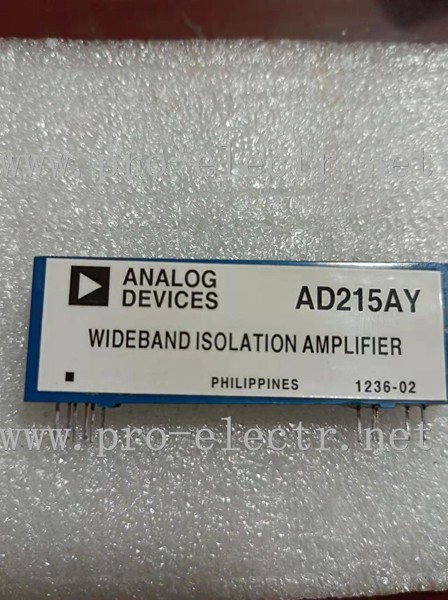 www.pro-electr.net
ANALOG
DEVICES
AD215AY
WIDEBAND ISOLATION AMPLIFIER
PHILIPPINES 1236-02
www.pro-electr.net